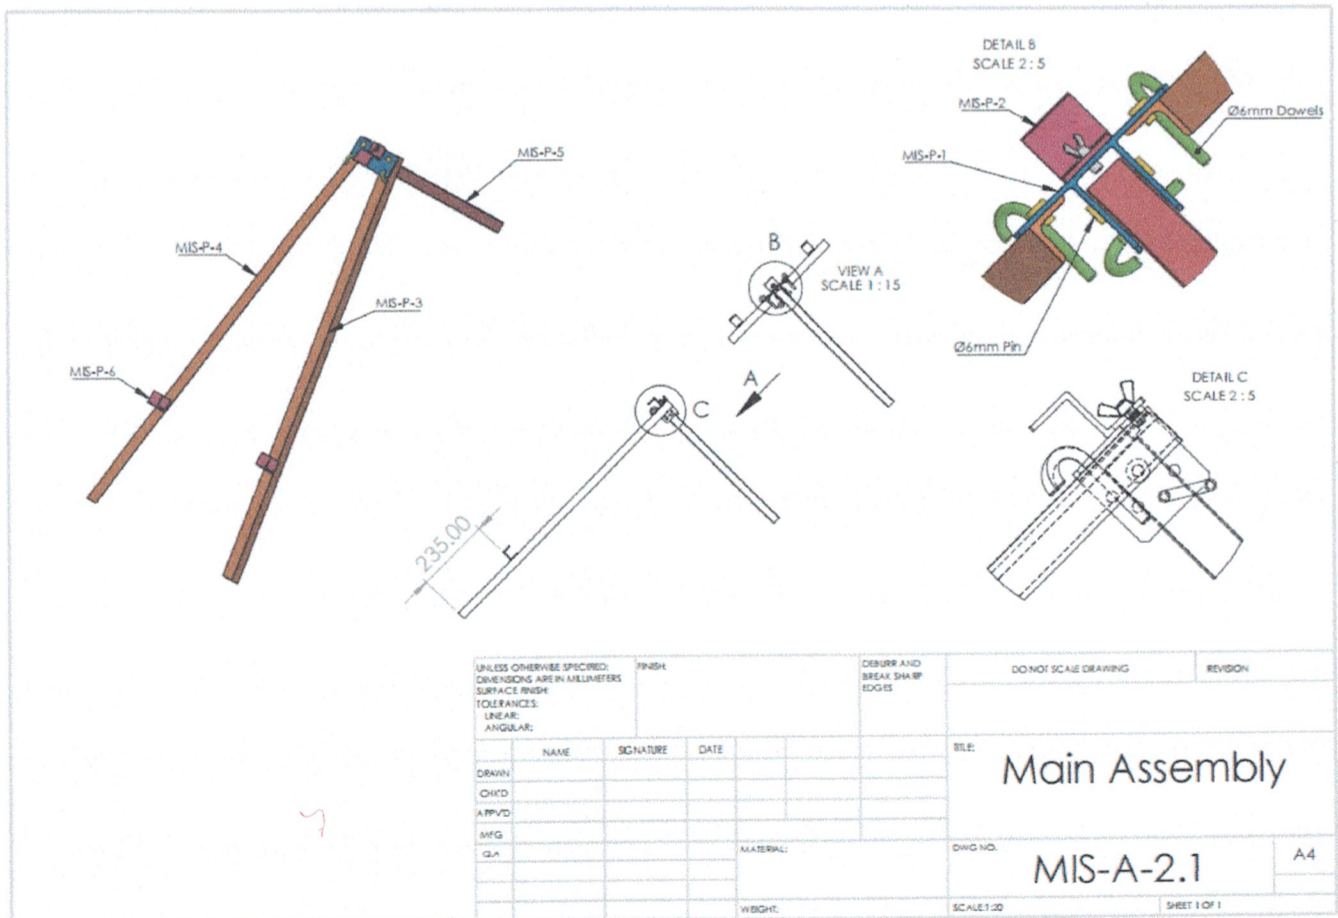 DETAIL B
SCALE 2 : 5
MIS-P-2
Ø6mm Dowels
MIS-P-1
MIS-P-5
MIS-P-4
B
VIEW A
SCALE 1 : 15
MIS-P-3
Ø6mm Pin
MIS-P-6
A
DETAIL C
SCALE 2 : 5
C
235.00
UNLESS OTHERWISE SPECIFIED:
DIMENSIONS ARE IN MILLIMETERS
SURFACE FINISH:
TOLERANCES:
LINEAR:
ANGULAR:
FINISH:
DEBURR AND
BREAK SHARP
EDGES
DO NOT SCALE DRAWING
REVISION
NAME
SIGNATURE
DATE
DRAWN
CHK'D
APPV'D
MFG
Q.A
TITLE:
Main Assembly
MATERIAL:
DWG NO.
MIS-A-2.1
A4
WEIGHT:
SCALE:1:20
SHEET 1 OF 1